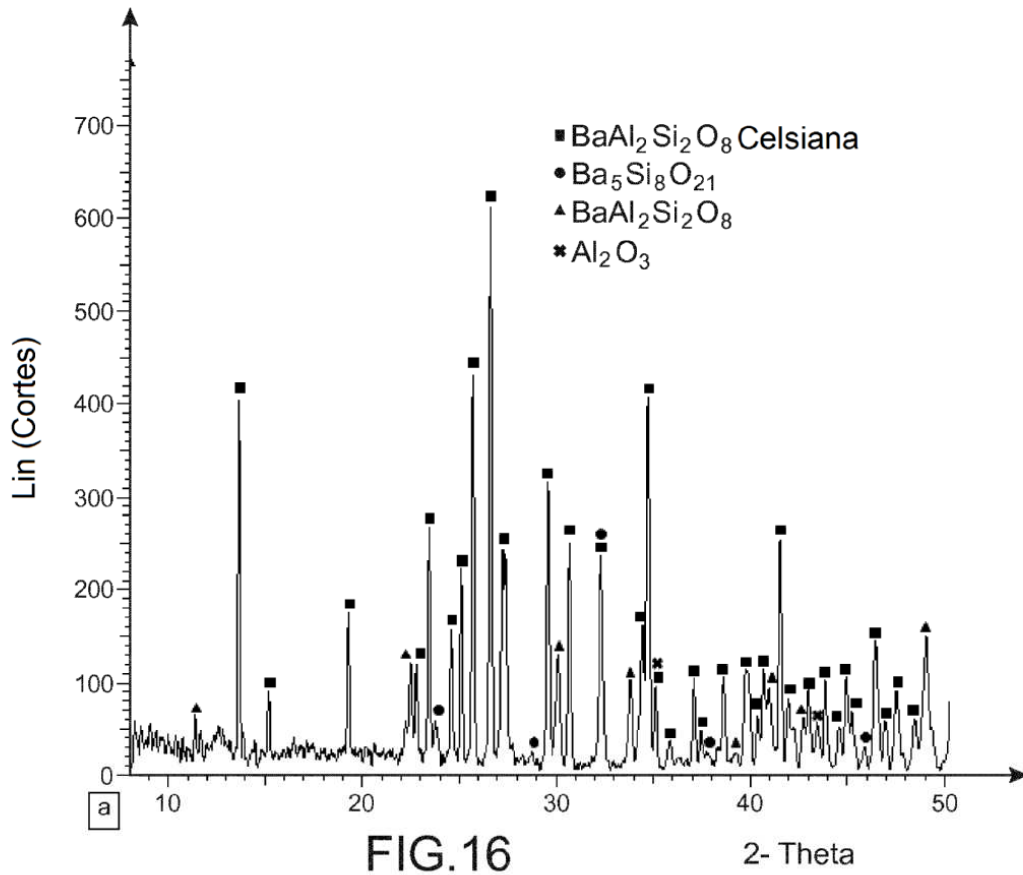 700
600
500
400
300
200
100
0
Lin (Cortes)
■ BaAl₂Si₂O₈ Celsiana
● Ba₅Si₈O₂₁
▲ BaAl₂Si₂O₈
✖ Al₂O₃
10 20 30 40 50
a
FIG.16
2- Theta